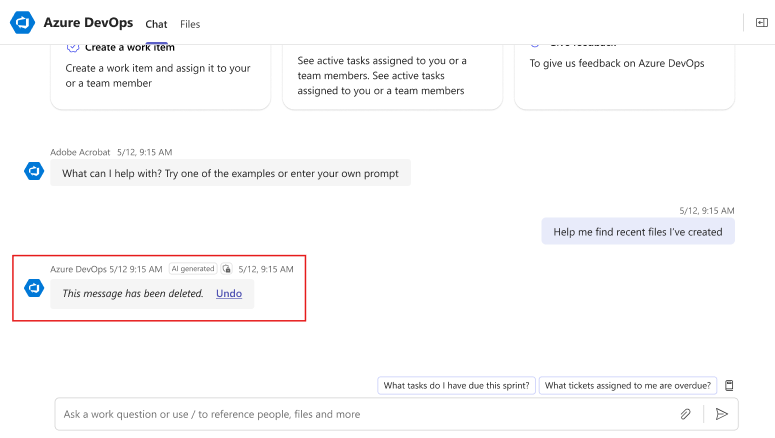 Azure DevOps Chat Files
Create a work item
Create a work item and assign it to your
or a team member
See active tasks assigned to you or a
team members. See active tasks
assigned to you or a team members
Give feedback
To give us feedback on Azure DevOps
Adobe Acrobat 5/12, 9:15 AM
What can I help with? Try one of the examples or enter your own prompt
5/12, 9:15 AM
Help me find recent files I've created
Azure DevOps 5/12 9:15 AM AI generated 5/12, 9:15 AM
This message has been deleted. Undo
What tasks do I have due this sprint? What tickets assigned to me are overdue?
Ask a work question or use / to reference people, files and more